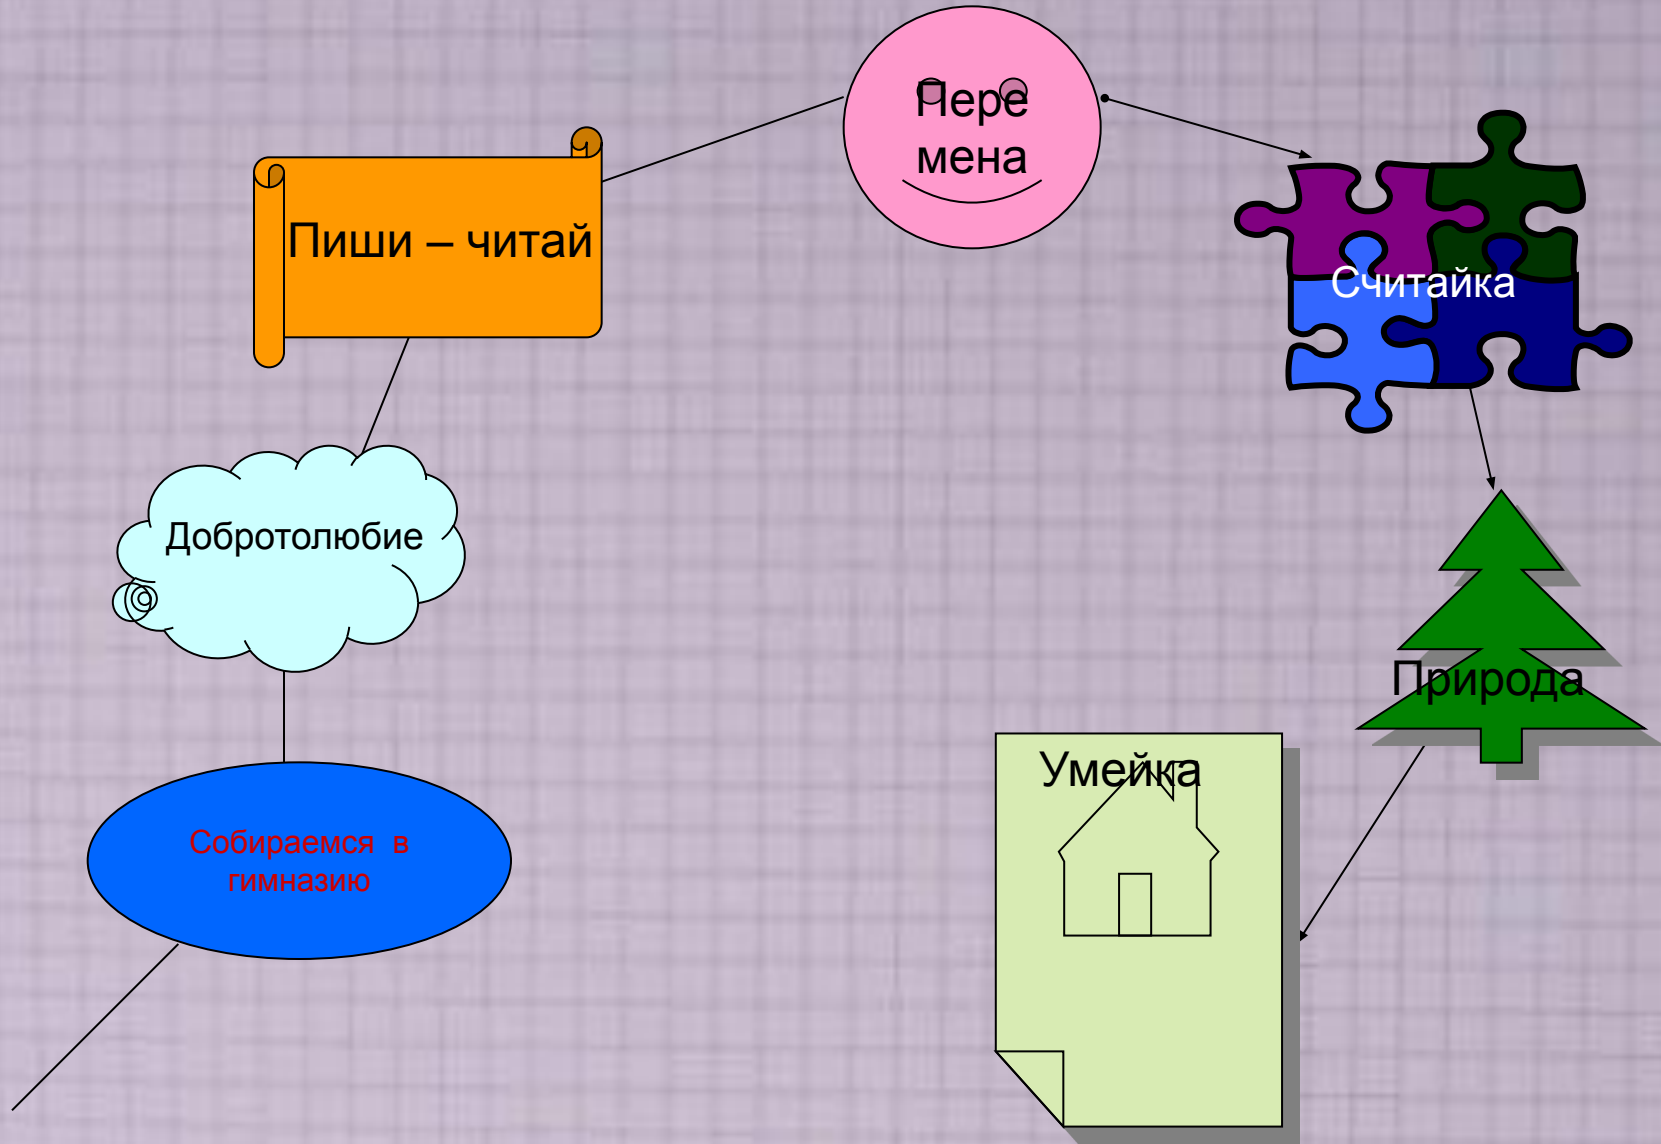 Пере
мена
Пиши – читай
Считайка
Добротолюбие
Природа
Умейка
Собираемся в
гимназию